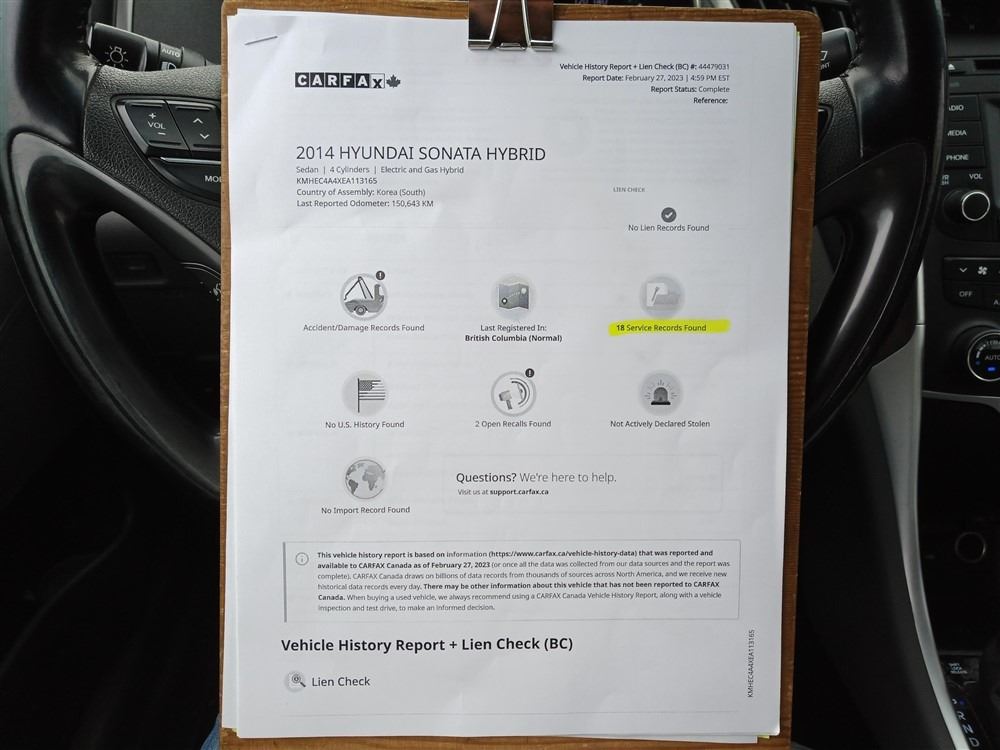 CARFAX
Vehicle History Report + Lien Check (BC) #: 44479031
Report Date: February 27, 2023 | 4:59 PM EST
Report Status: Complete
Reference:
2014 HYUNDAI SONATA HYBRID
Sedan | 4 Cylinders | Electric and Gas Hybrid
KMHEC4A4XEA113165
Country of Assembly: Korea (South)
Last Reported Odometer: 150,643 KM
LIEN CHECK
No Lien Records Found
Accident/Damage Records Found
Last Registered In:
British Columbia (Normal)
18 Service Records Found
No U.S. History Found
2 Open Recalls Found
Not Actively Declared Stolen
No Import Record Found
Questions? We're here to help.
Visit us at support.carfax.ca
This vehicle history report is based on information (https://www.carfax.ca/vehicle-history-data) that was reported and
available to CARFAX Canada as of February 27, 2023 (or once all the data was collected from our data sources and the report was
complete). CARFAX Canada draws on billions of data records from thousands of sources across North America, and we receive new
historical data records every day. There may be other information about this vehicle that has not been reported to CARFAX
Canada. When buying a used vehicle, we always recommend using a CARFAX Canada Vehicle History Report, along with a vehicle
inspection and test drive, to make an informed decision.
Vehicle History Report + Lien Check (BC)
Lien Check
KMHEC4A4XEA113165
AUTO
+
VOL
-
MEDIA
PHONE
VOL
OFF
AUTO
R
N
D